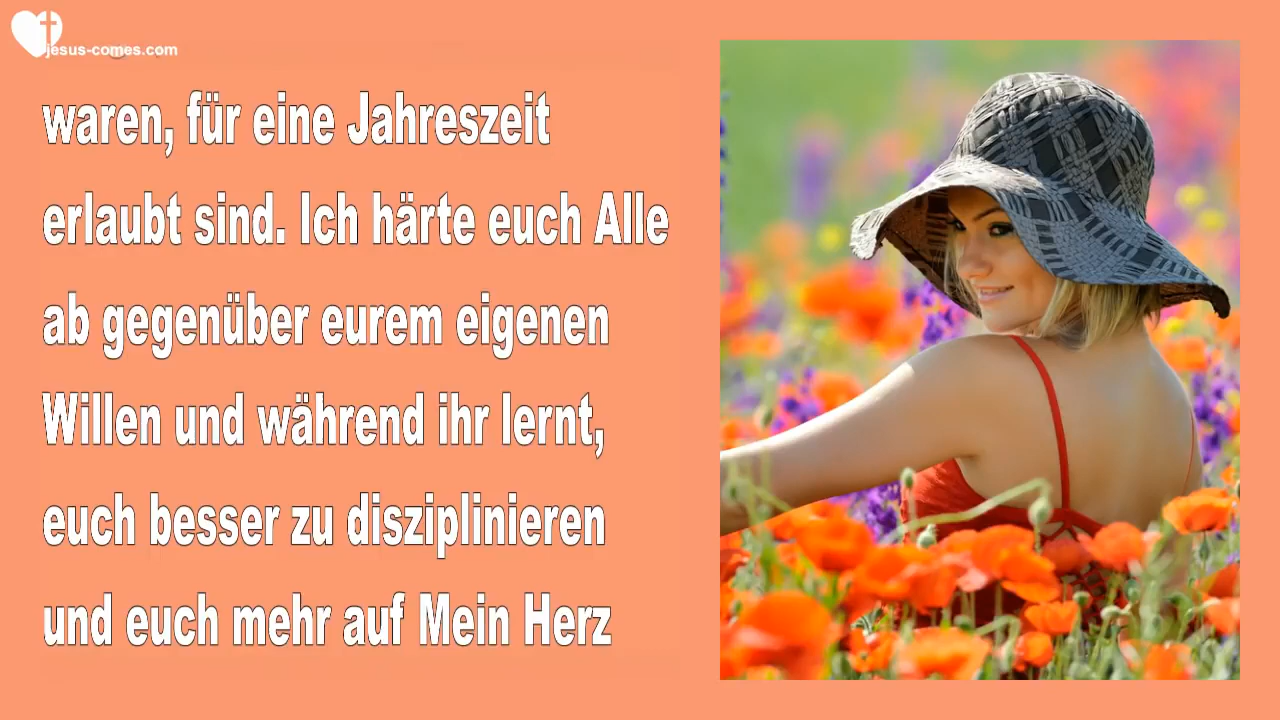 jesus-comes.com
waren, für eine Jahreszeit
erlaubt sind. Ich härte euch Alle
ab gegenüber eurem eigenen
Willen und während ihr lernt,
euch besser zu disziplinieren
und euch mehr auf Mein Herz